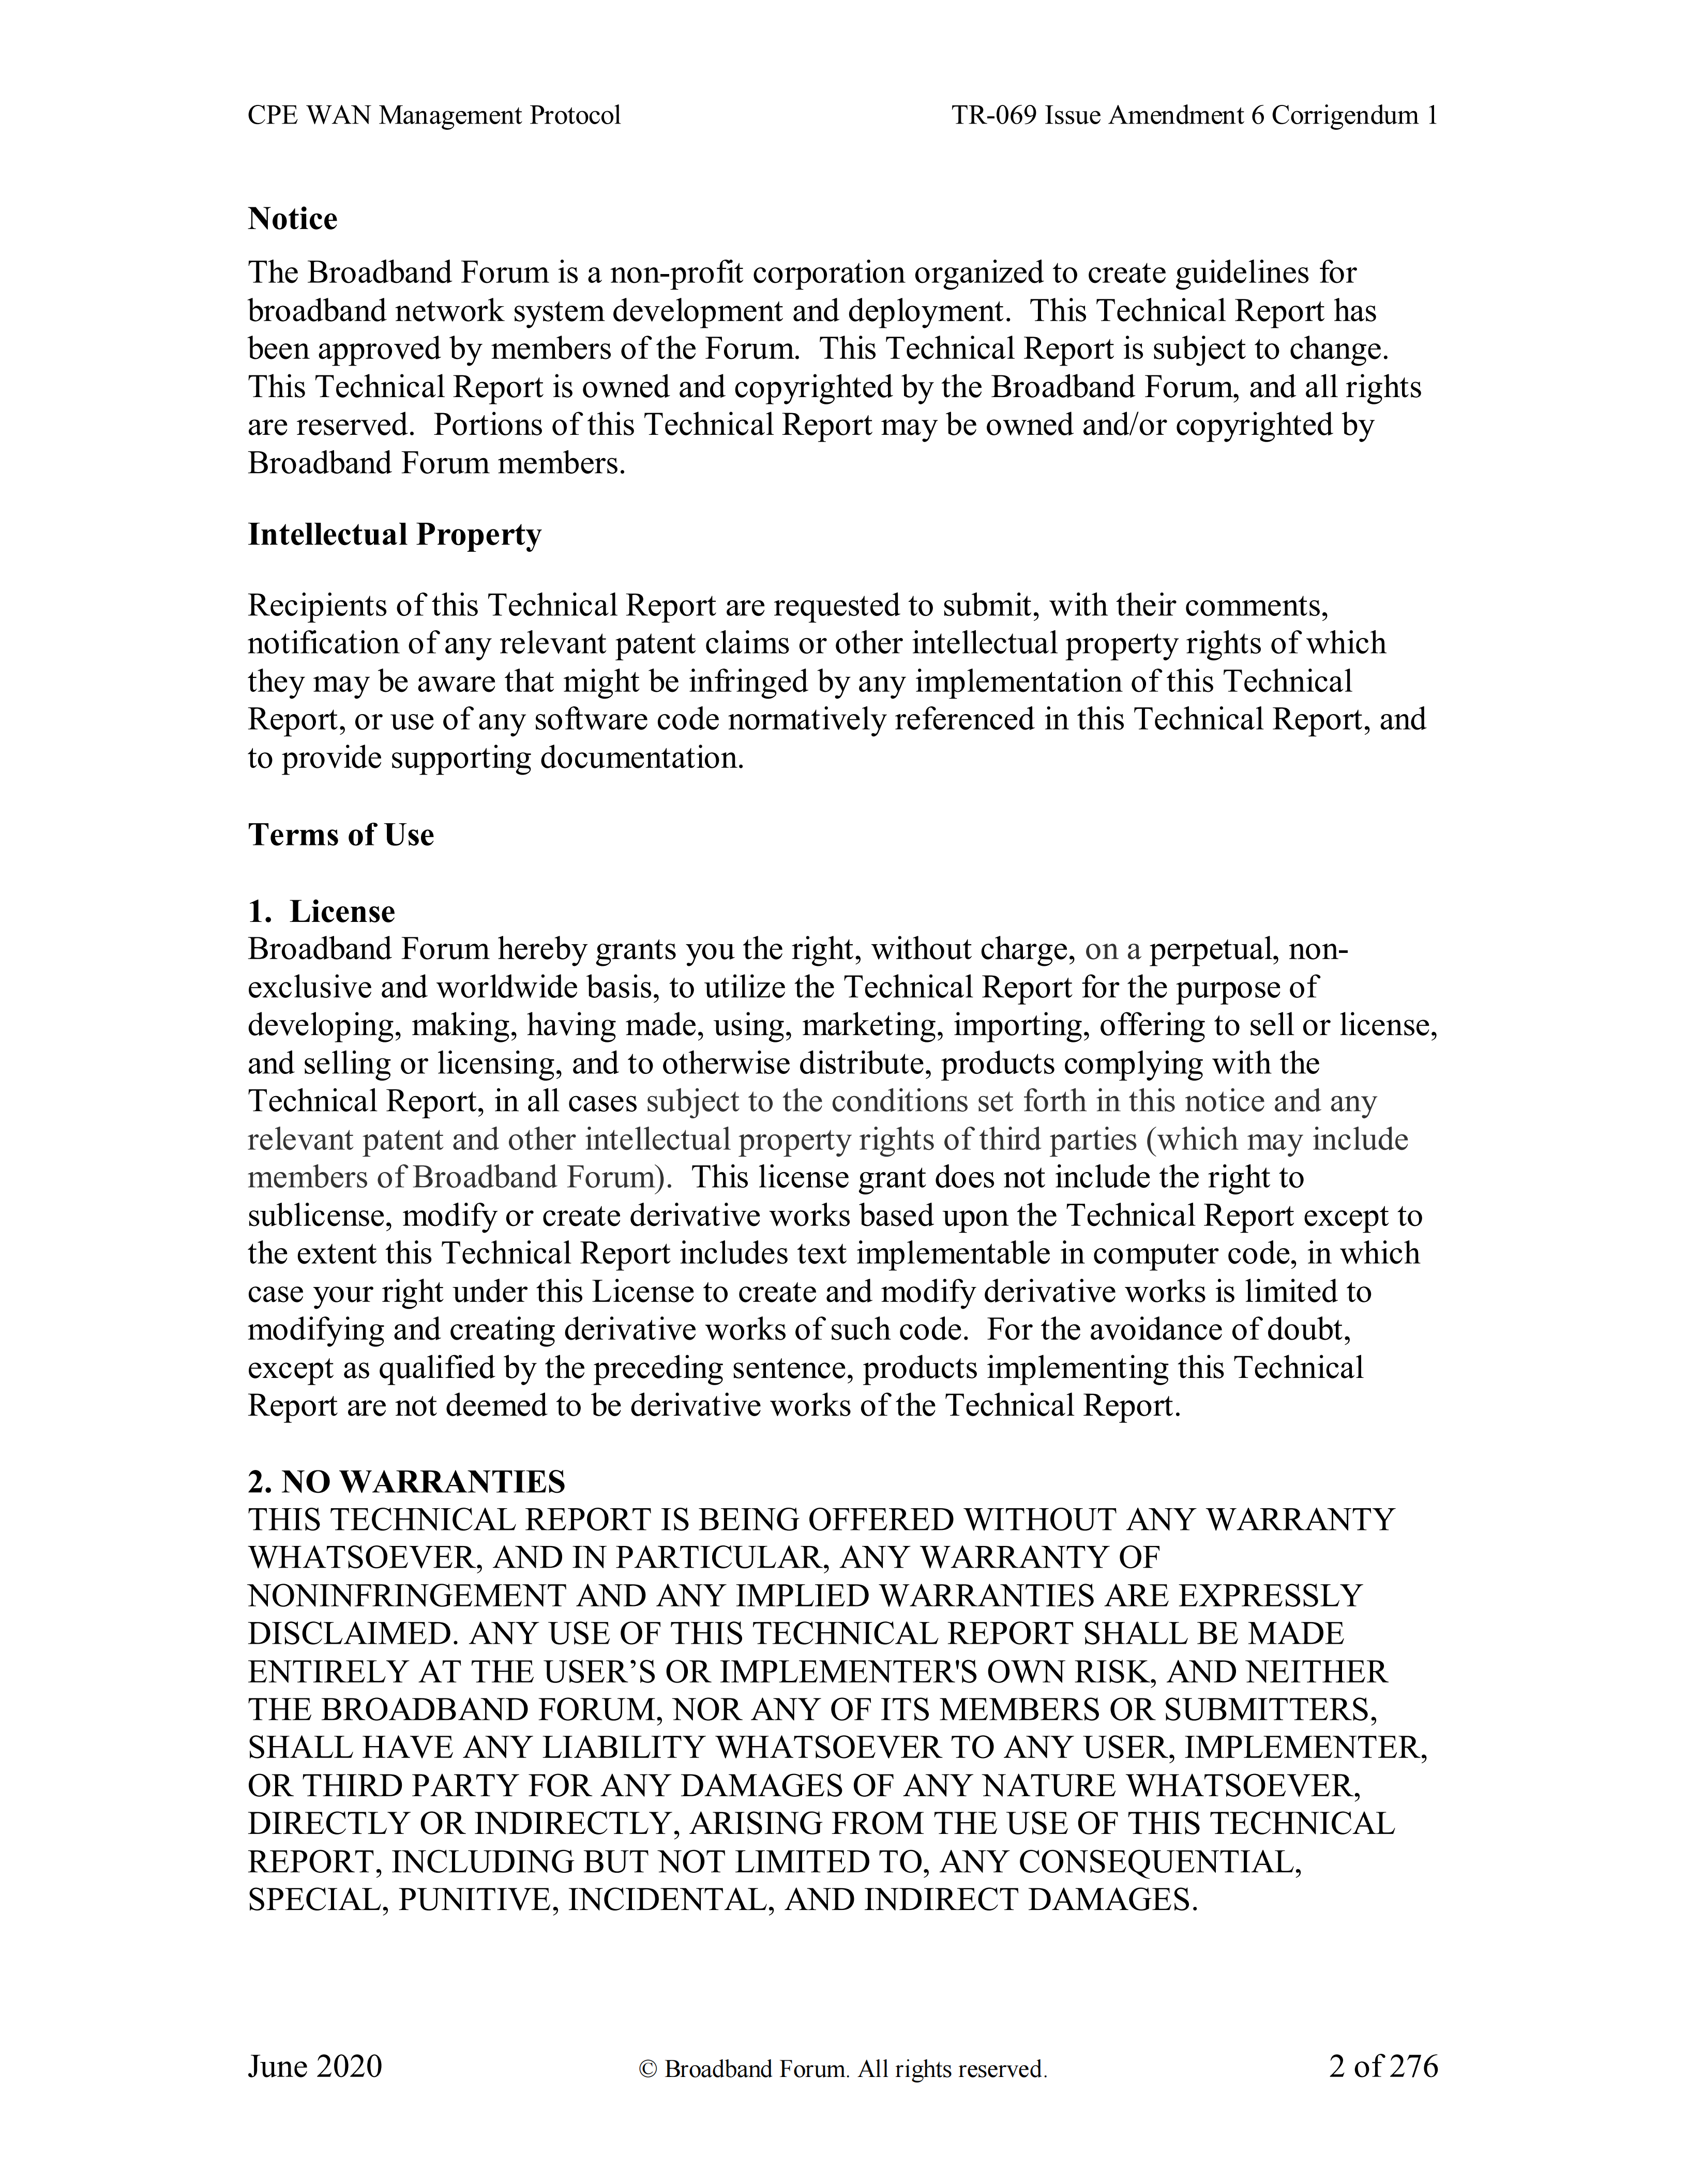 CPE WAN Management Protocol TR-069 Issue Amendment 6 Corrigendum 1
Notice
The Broadband Forum is a non-profit corporation organized to create guidelines for
broadband network system development and deployment.  This Technical Report has
been approved by members of the Forum.  This Technical Report is subject to change.
This Technical Report is owned and copyrighted by the Broadband Forum, and all rights
are reserved.  Portions of this Technical Report may be owned and/or copyrighted by
Broadband Forum members.
Intellectual Property
Recipients of this Technical Report are requested to submit, with their comments,
notification of any relevant patent claims or other intellectual property rights of which
they may be aware that might be infringed by any implementation of this Technical
Report, or use of any software code normatively referenced in this Technical Report, and
to provide supporting documentation.
Terms of Use
1.  License
Broadband Forum hereby grants you the right, without charge, on a perpetual, non-
exclusive and worldwide basis, to utilize the Technical Report for the purpose of
developing, making, having made, using, marketing, importing, offering to sell or license,
and selling or licensing, and to otherwise distribute, products complying with the
Technical Report, in all cases subject to the conditions set forth in this notice and any
relevant patent and other intellectual property rights of third parties (which may include
members of Broadband Forum).  This license grant does not include the right to
sublicense, modify or create derivative works based upon the Technical Report except to
the extent this Technical Report includes text implementable in computer code, in which
case your right under this License to create and modify derivative works is limited to
modifying and creating derivative works of such code.  For the avoidance of doubt,
except as qualified by the preceding sentence, products implementing this Technical
Report are not deemed to be derivative works of the Technical Report.
2. NO WARRANTIES
THIS TECHNICAL REPORT IS BEING OFFERED WITHOUT ANY WARRANTY
WHATSOEVER, AND IN PARTICULAR, ANY WARRANTY OF
NONINFRINGEMENT AND ANY IMPLIED WARRANTIES ARE EXPRESSLY
DISCLAIMED. ANY USE OF THIS TECHNICAL REPORT SHALL BE MADE
ENTIRELY AT THE USER’S OR IMPLEMENTER'S OWN RISK, AND NEITHER
THE BROADBAND FORUM, NOR ANY OF ITS MEMBERS OR SUBMITTERS,
SHALL HAVE ANY LIABILITY WHATSOEVER TO ANY USER, IMPLEMENTER,
OR THIRD PARTY FOR ANY DAMAGES OF ANY NATURE WHATSOEVER,
DIRECTLY OR INDIRECTLY, ARISING FROM THE USE OF THIS TECHNICAL
REPORT, INCLUDING BUT NOT LIMITED TO, ANY CONSEQUENTIAL,
SPECIAL, PUNITIVE, INCIDENTAL, AND INDIRECT DAMAGES.
June 2020 © Broadband Forum. All rights reserved. 2 of 276